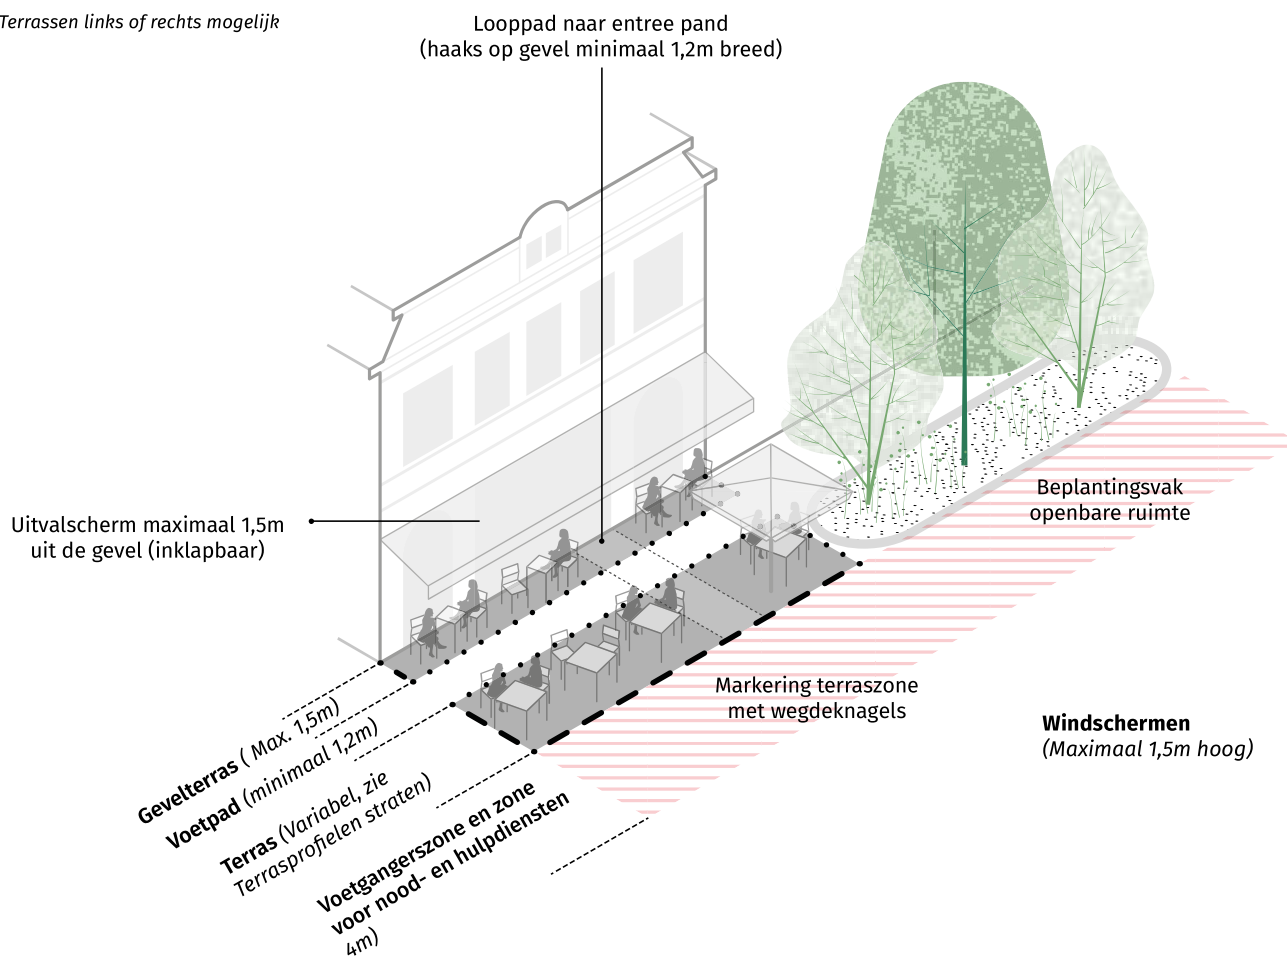 Terrassen links of rechts mogelijk
Looppad naar entree pand
(haaks op gevel minimaal 1,2m breed)
Uitvalscherm maximaal 1,5m
uit de gevel (inklapbaar)
Beplantingsvak
openbare ruimte
Markering terraszone
met wegdeknagels
Windschermen
(Maximaal 1,5m hoog)
Gevelterras ( Max. 1,5m)
Voetpad (minimaal 1,2m)
Terras (Variabel, zie
Terrasprofielen straten)
Voetgangerszone en zone
voor nood- en hulpdiensten
4m)